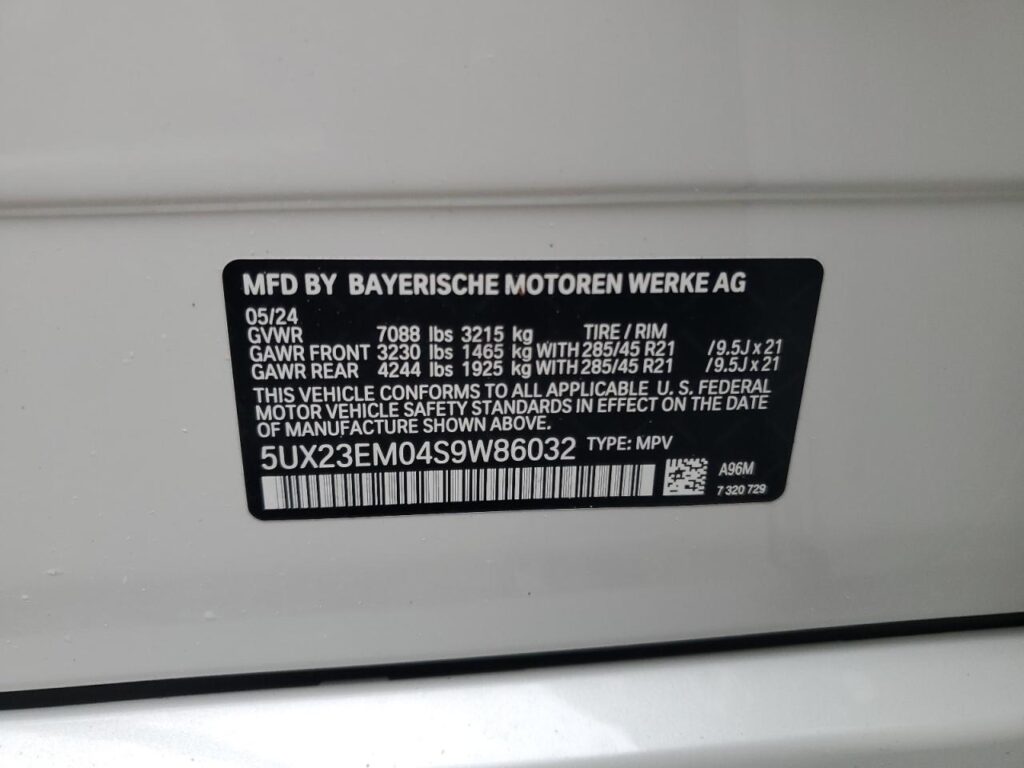 MFD BY BAYERISCHE MOTOREN WERKE AG
05/24
GVWR 7088 lbs 3215 kg TIRE / RIM
GAWR FRONT 3230 lbs 1465 kg WITH 285/45 R21 /9.5J x 21
GAWR REAR 4244 lbs 1925 kg WITH 285/45 R21 /9.5J x 21
THIS VEHICLE CONFORMS TO ALL APPLICABLE U. S. FEDERAL
MOTOR VEHICLE SAFETY STANDARDS IN EFFECT ON THE DATE
OF MANUFACTURE SHOWN ABOVE.
5UX23EM04S9W86032 TYPE: MPV
A96M
7 320 729